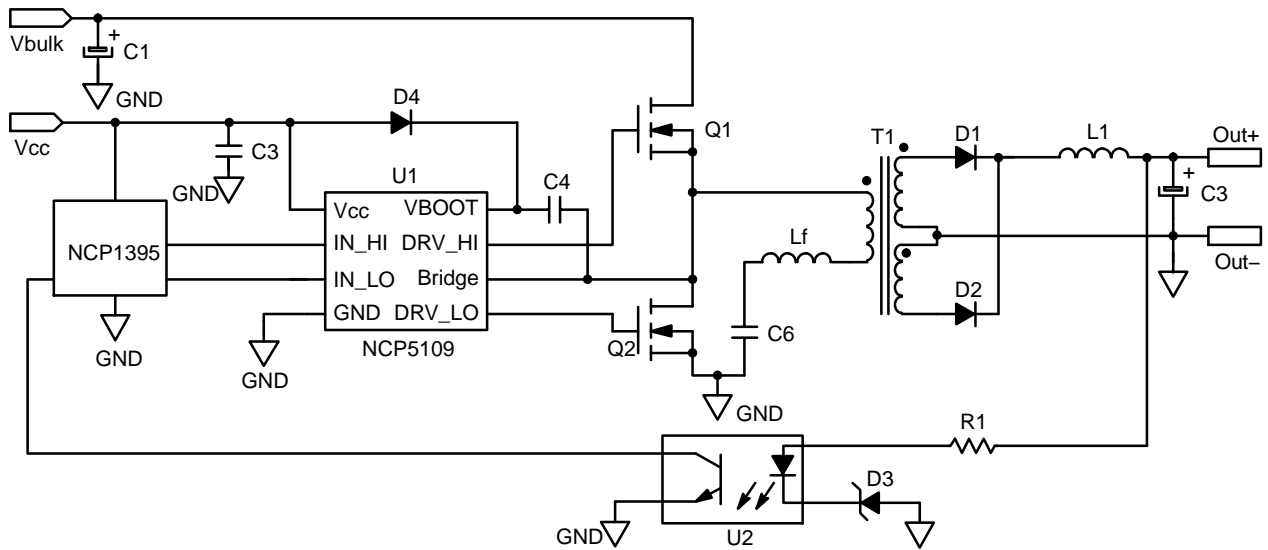 Vbulk
+
C1
GND
D4
Vcc
C3
GND
Q1
T1
D1
L1
Out+
+
C3
U1
C4
Vcc VBOOT
IN_HI DRV_HI
IN_LO Bridge
GND DRV_LO
NCP5109
NCP1395
GND
GND
Lf
Out–
D2
Q2
C6
GND
R1
D3
GND
U2